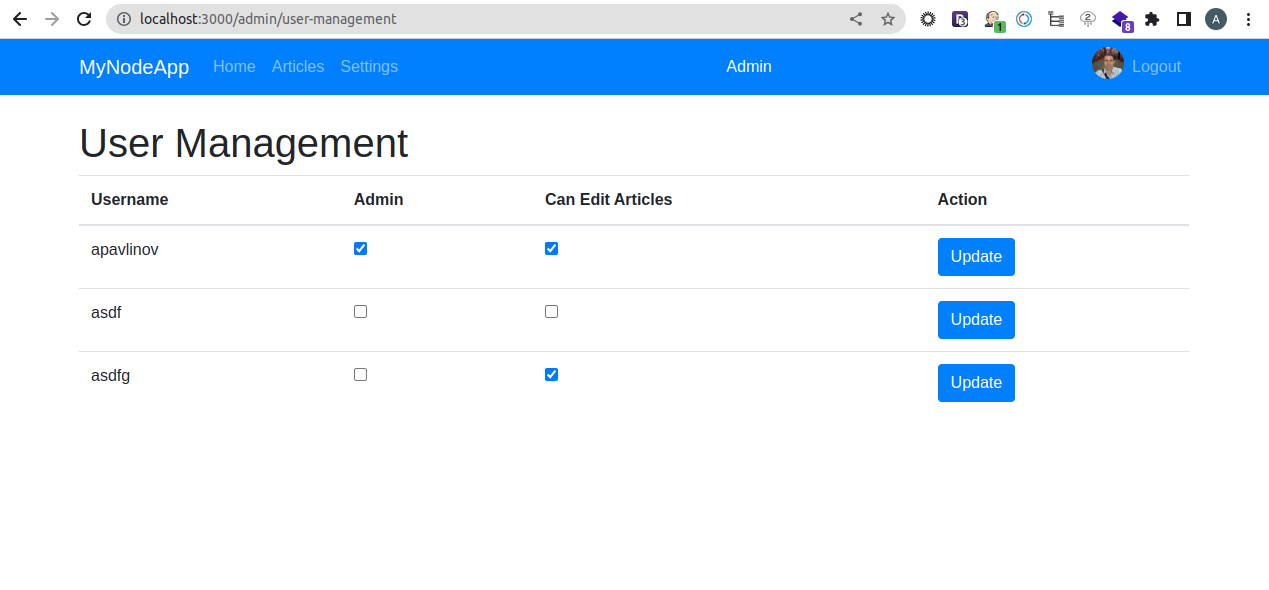 localhost:3000/admin/user-management
1
2
8
A
MyNodeApp Home Articles Settings Admin Logout
User Management
Username Admin Can Edit Articles Action
apavlinov Update
asdf Update
asdfg Update